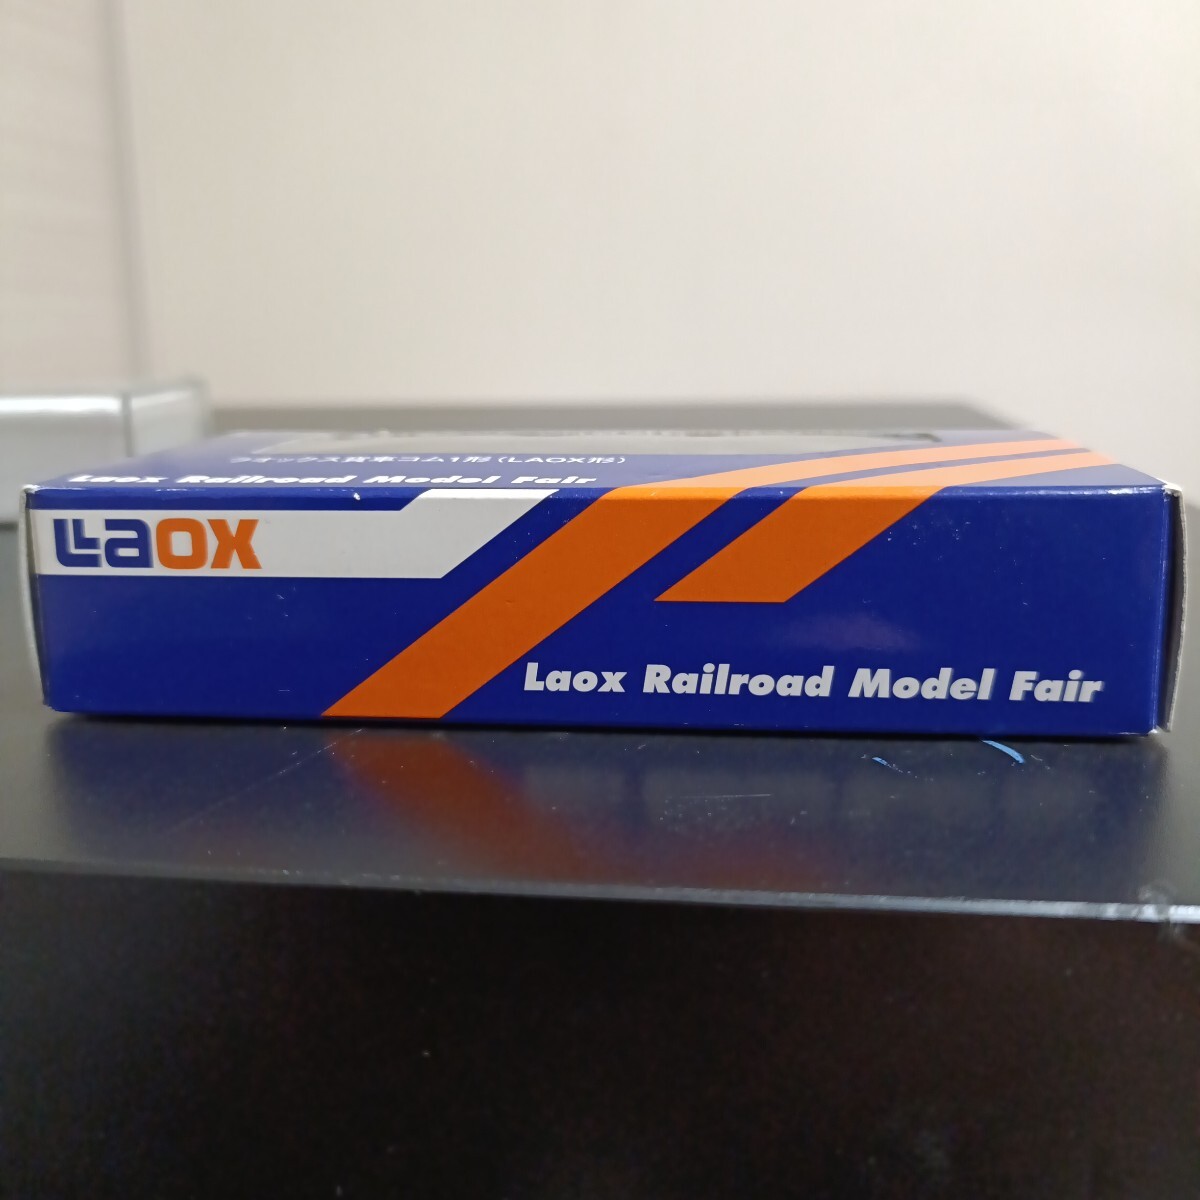 ラオックス貨車コム1形(LAOX形)
Laox Railroad Model Fair
LAOX
Laox Railroad Model Fair